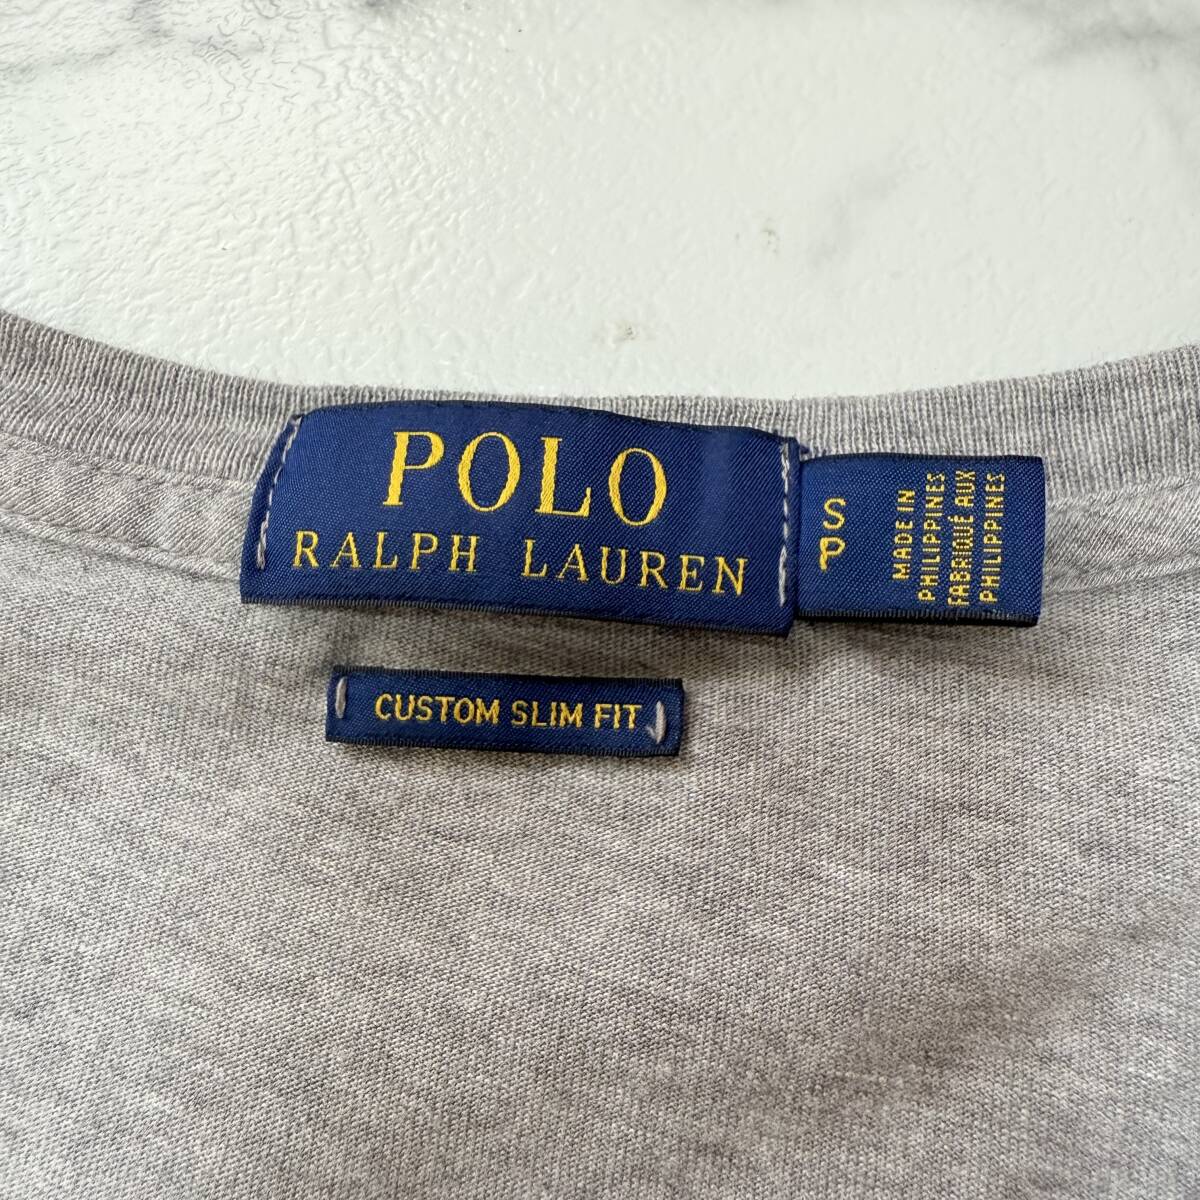 POLO
RALPH LAUREN
S
P
MADE IN
PHILIPPINES
FABRIQUÉ AUX
PHILIPPINES
CUSTOM SLIM FIT